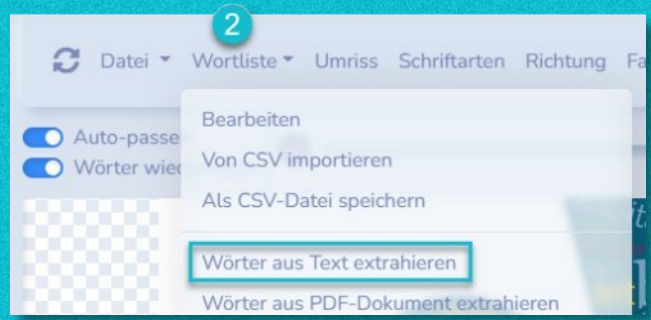 2
Datei Wortliste Umriss Schriftarten Richtung Fa
Auto-passe
Wörter wied
Bearbeiten
Von CSV importieren
Als CSV-Datei speichern
Wörter aus Text extrahieren
Wörter aus PDF-Dokument extrahieren